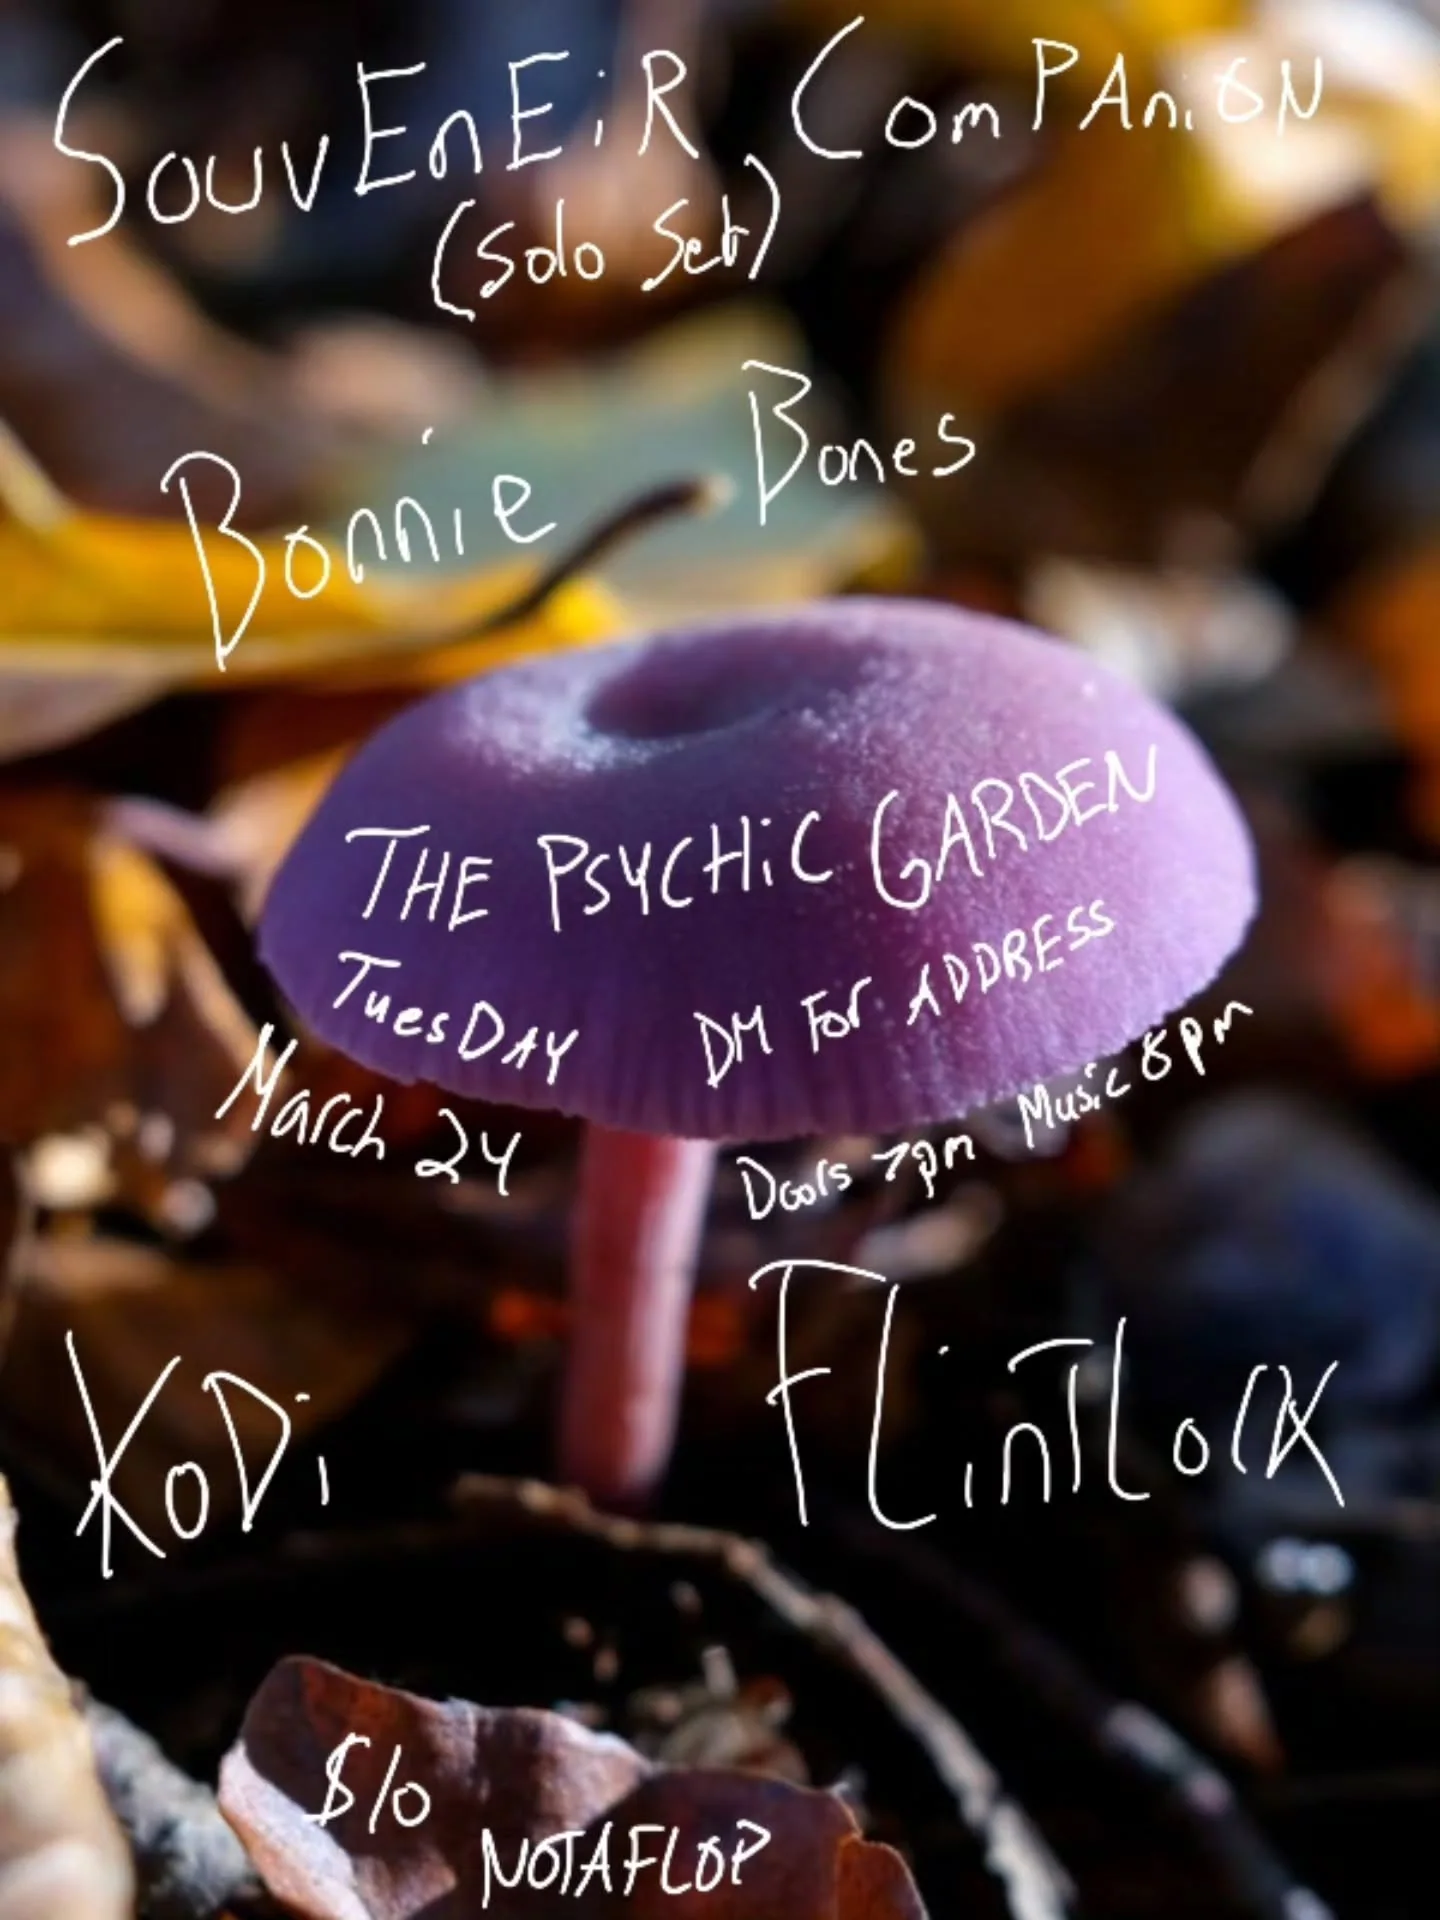 SouvEnEiR, ComPAniON
(Solo Set)
Bonnie Bones
THE PSYCHiC GARDEN
TuesDAY
March 24
DM For ADDRESS
Doors 7pm Music 8pm
KoDi
FLinTLocK
$10
NOTAFLOP